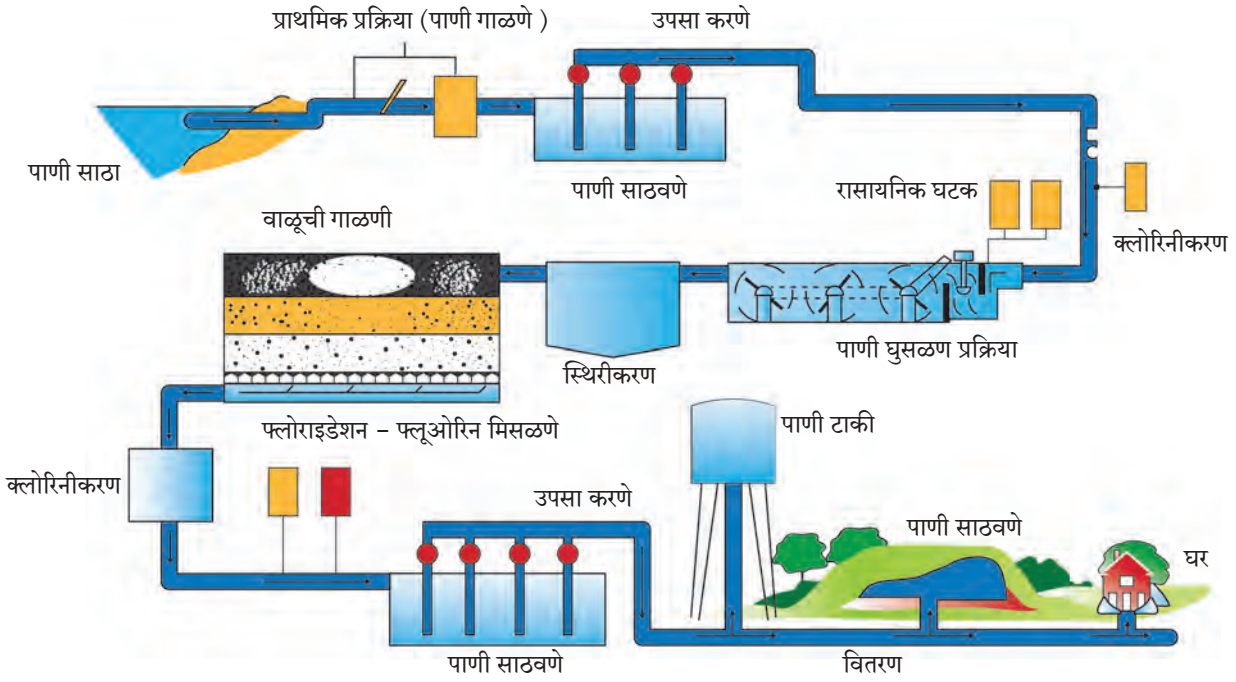 प्राथमिक प्रक्रिया (पाणी गाळणे )
उपसा करणे
पाणी साठा
पाणी साठवणे
रासायनिक घटक
क्लोरिनीकरण
वाळूची गाळणी
पाणी घुसळण प्रक्रिया
स्थिरीकरण
फ्लोराइडेशन – फ्लूओरिन मिसळणे
पाणी टाकी
क्लोरिनीकरण
उपसा करणे
पाणी साठवणे
घर
पाणी साठवणे
वितरण